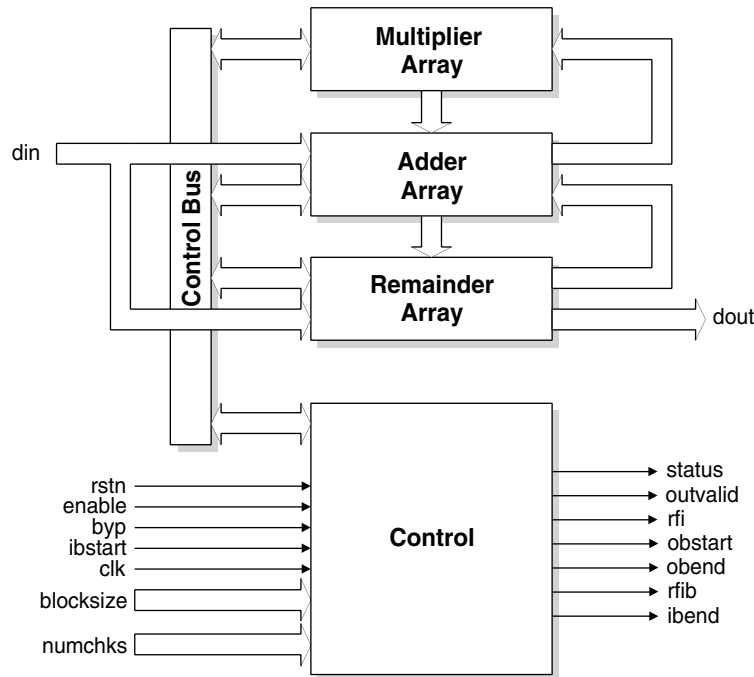 Multiplier
Array
din
Adder
Array
Control Bus
Remainder
Array
dout
rstn
enable
byp
ibstart
clk
blocksize
numchks
Control
status
outvalid
rfi
obstart
obend
rfib
ibend